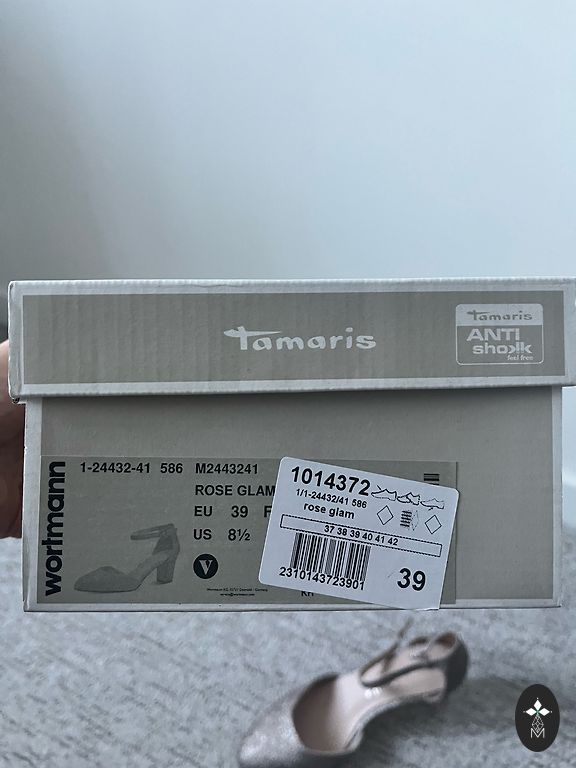 Tamaris
Tamaris
ANTI
shokk
feel free
wortmann
1-24432-41 586 M2443241
ROSE GLAM
EU 39 F
US 8½
V
1014372
1/1-24432/41 586
rose glam
37 38 39 40 41 42
2310143723901
39
M